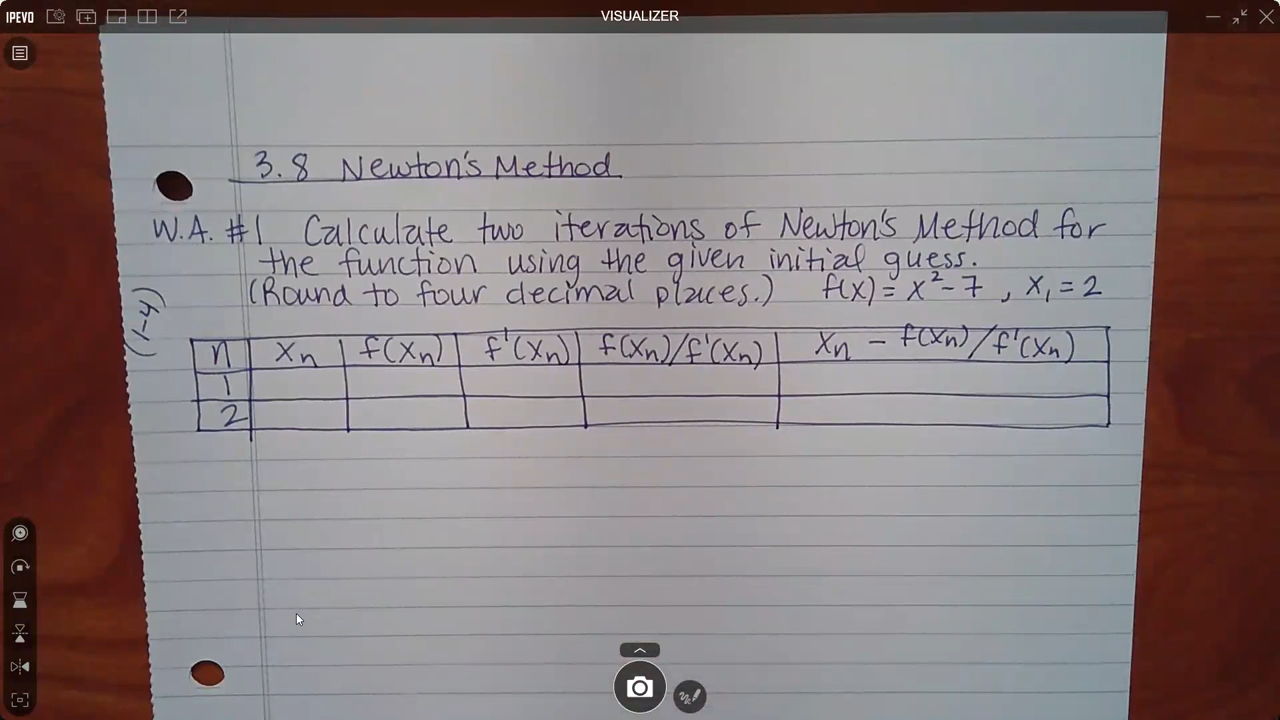 IPEVO
VISUALIZER
3.8 Newton's Method
W.A. #1 Calculate two iterations of Newton's Method for
the function using the given initial guess.
(Round to four decimal places.) f(x) = x² - 7 , x₁ = 2
(1-4)
n xₙ f(xₙ) f'(xₙ) f(xₙ)/f'(xₙ) xₙ - f(xₙ)/f'(xₙ)
1
2